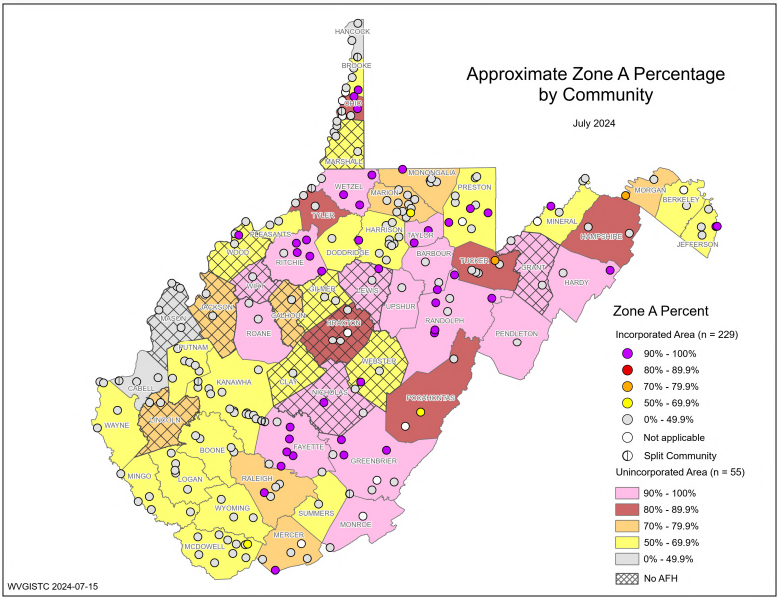 Approximate Zone A Percentage
by Community
July 2024
HANCOCK
BROOKE
OHIO
MARSHALL
WETZEL
MONONGALIA
MARION
PRESTON
TYLER
PLEASANTS
WOOD
RITCHIE
DODDRIDGE
HARRISON
TAYLOR
BARBOUR
TUCKER
MINERAL
HAMPSHIRE
MORGAN
BERKELEY
JEFFERSON
GRANT
HARDY
WIRT
GILMER
LEWIS
UPSHUR
RANDOLPH
PENDLETON
JACKSON
MASON
CALHOUN
ROANE
BRAXTON
PUTNAM
KANAWHA
CLAY
WEBSTER
NICHOLAS
POCAHONTAS
CABELL
WAYNE
LINCOLN
BOONE
FAYETTE
GREENBRIER
MINGO
LOGAN
RALEIGH
WYOMING
SUMMERS
MONROE
MCDOWELL
MERCER
Zone A Percent
Incorporated Area (n = 229)
90% - 100%
80% - 89.9%
70% - 79.9%
50% - 69.9%
0% - 49.9%
Not applicable
Split Community
Unincorporated Area (n = 55)
90% - 100%
80% - 89.9%
70% - 79.9%
50% - 69.9%
0% - 49.9%
No AFH
WVGISTC 2024-07-15